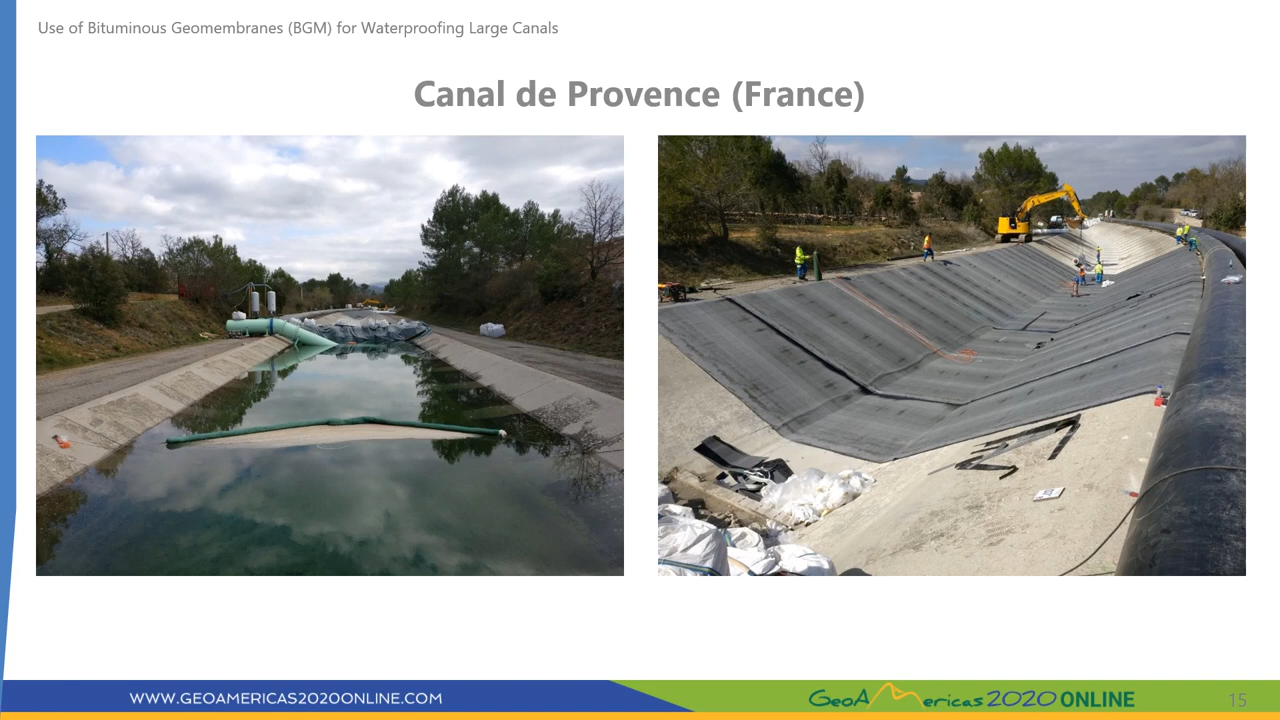 Use of Bituminous Geomembranes (BGM) for Waterproofing Large Canals
Canal de Provence (France)
WWW.GEOAMERICAS2020ONLINE.COM
GeoAmericas 2020 ONLINE
15